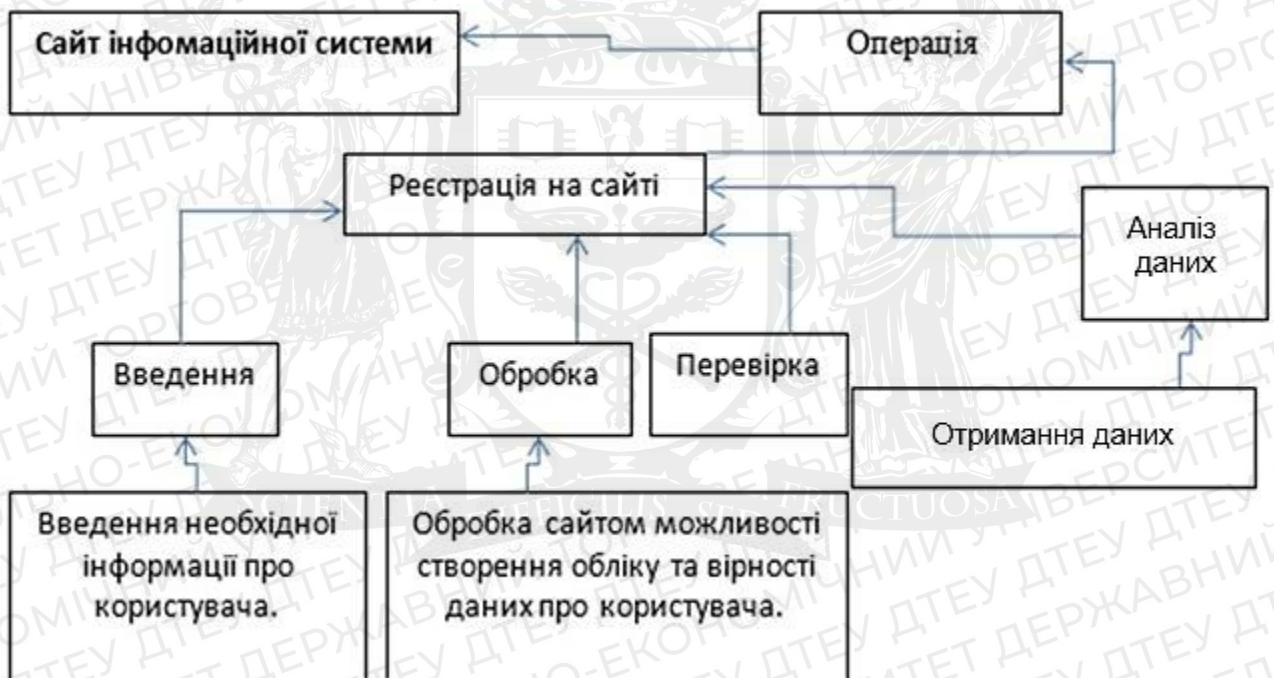 Сайт інфомаційної системи
Операція
Реєстрація на сайті
Аналіз
даних
Введення
Обробка
Перевірка
Отримання даних
Введення необхідної
інформації про
користувача.
Обробка сайтом можливості
створення обліку та вірності
даних про користувача.